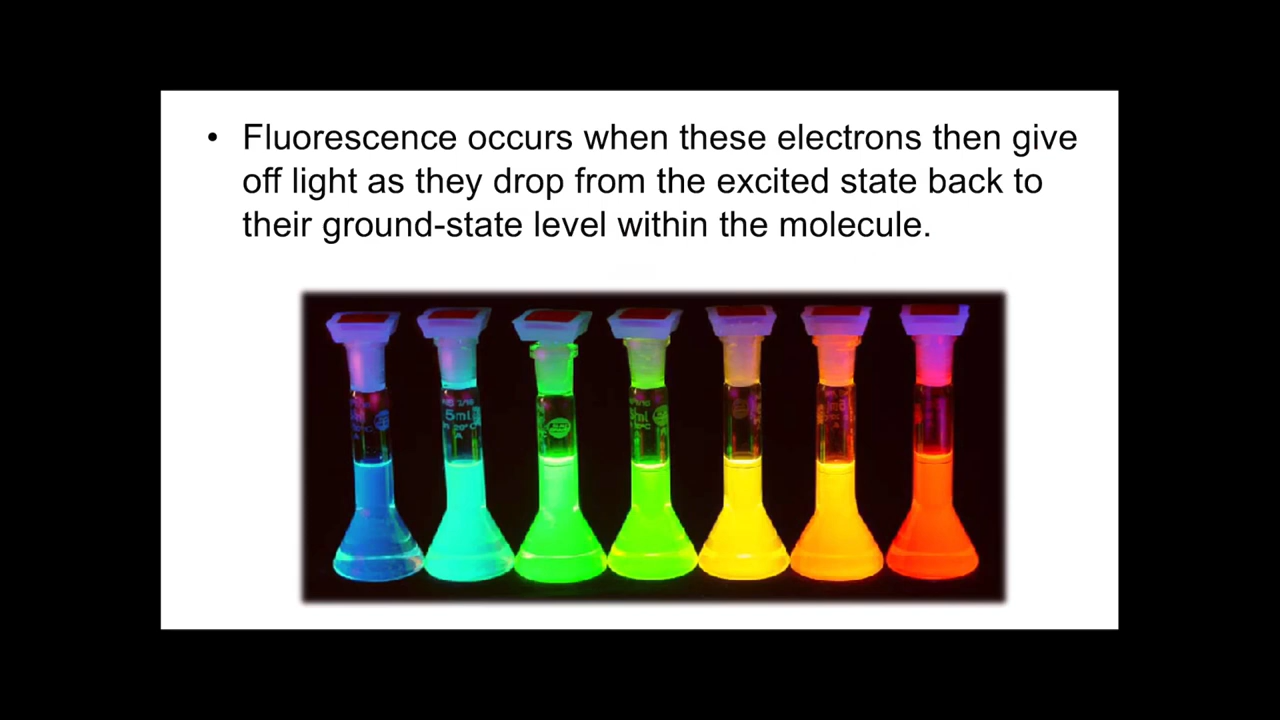 • Fluorescence occurs when these electrons then give
off light as they drop from the excited state back to
their ground-state level within the molecule.
5ml